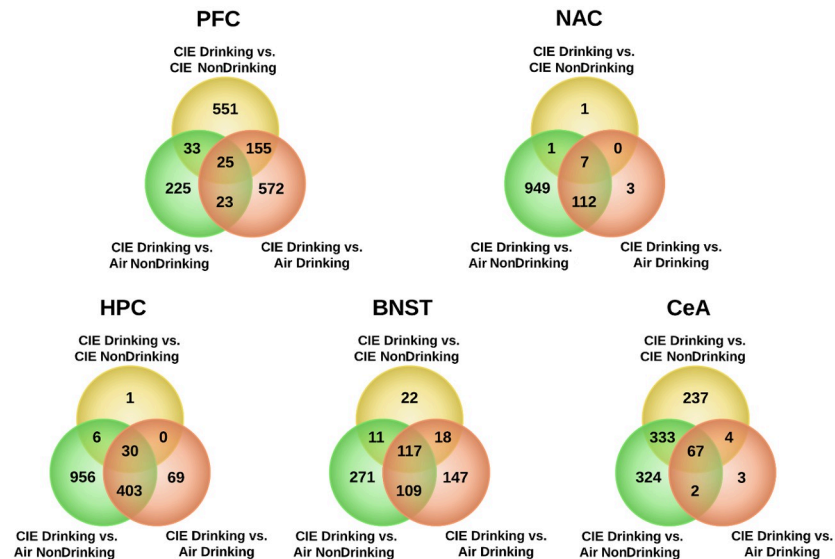 PFC
CIE Drinking vs.
CIE NonDrinking
551
33
155
25
225
572
23
CIE Drinking vs.
Air NonDrinking
CIE Drinking vs.
Air Drinking
NAC
CIE Drinking vs.
CIE NonDrinking
1
1
0
7
949
3
112
CIE Drinking vs.
Air NonDrinking
CIE Drinking vs.
Air Drinking
HPC
CIE Drinking vs.
CIE NonDrinking
1
6
0
30
956
69
403
CIE Drinking vs.
Air NonDrinking
CIE Drinking vs.
Air Drinking
BNST
CIE Drinking vs.
CIE NonDrinking
22
11
18
117
271
147
109
CIE Drinking vs.
Air NonDrinking
CIE Drinking vs.
Air Drinking
CeA
CIE Drinking vs.
CIE NonDrinking
237
333
4
67
324
3
2
CIE Drinking vs.
Air NonDrinking
CIE Drinking vs.
Air Drinking